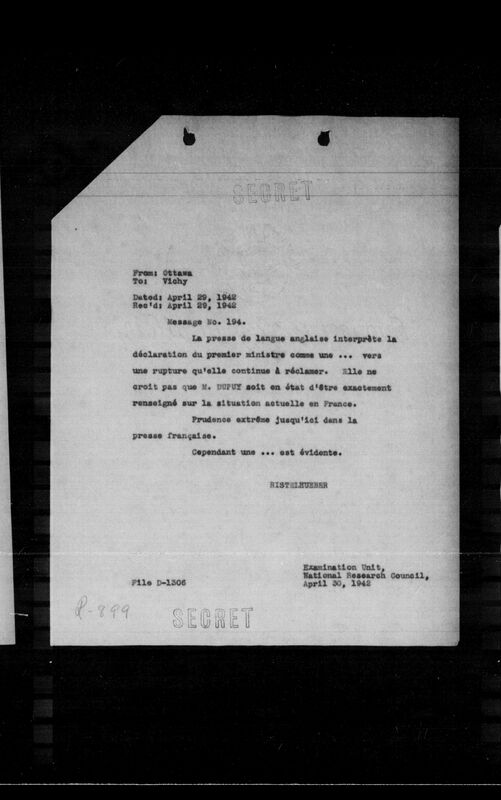 SECRET
From: Ottawa
To: Vichy
Dated: April 29, 1942
Rec'd: April 29, 1942
Message No. 194.
La presse de langue anglaise interprète la
déclaration du premier ministre comme une ... vers
une rupture qu'elle continue à réclamer. Elle ne
croit pas que M. DUPUY soit en état d'être exactement
renseigné sur la situation actuelle en France.
Prudence extrême jusqu'ici dans la
presse française.
Cependant une ... est évidente.
RISTELHUEBER
Examination Unit,
National Research Council,
April 30, 1942
File D-1306
P-899
SECRET